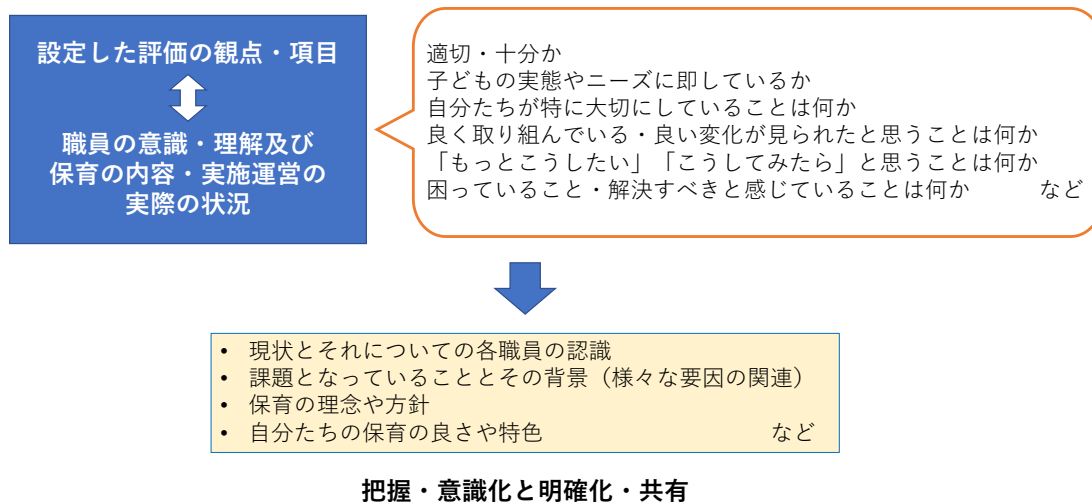 設定した評価の観点・項目
職員の意識・理解及び
保育の内容・実施運営の
実際の状況
適切・十分か
子どもの実態やニーズに即しているか
自分たちが特に大切にしていることは何か
良く取り組んでいる・良い変化が見られたと思うことは何か
「もっとこうしたい」「こうしてみたら」と思うことは何か
困っていること・解決すべきと感じていることは何か など
• 現状とそれについての各職員の認識
• 課題となっていることとその背景（様々な要因の関連）
• 保育の理念や方針
• 自分たちの保育の良さや特色 など
把握・意識化と明確化・共有